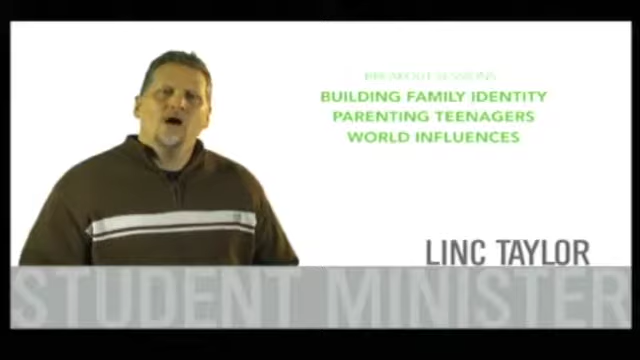 BREAKOUT SESSIONS
BUILDING FAMILY IDENTITY
PARENTING TEENAGERS
WORLD INFLUENCES
LINC TAYLOR
STUDENT MINISTER